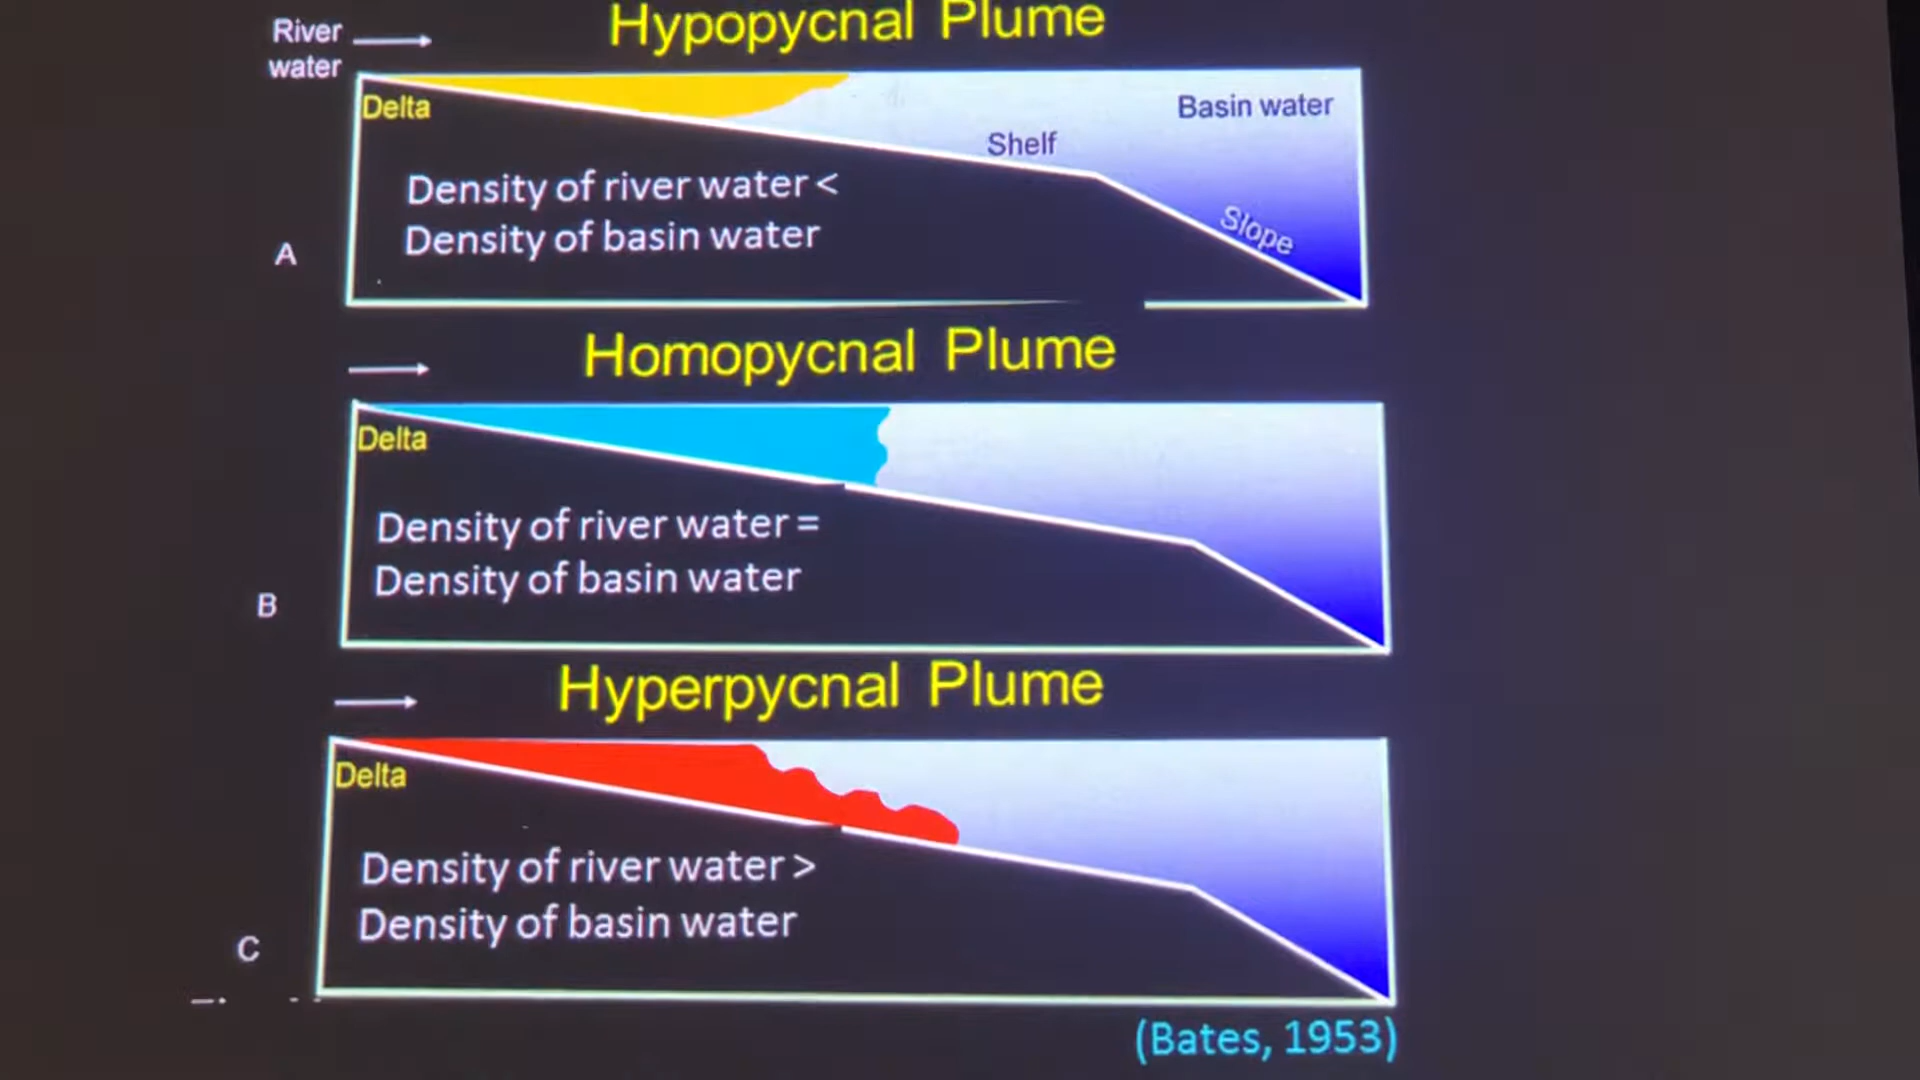 Hypopycnal Plume
River
water
Delta
Basin water
Shelf
Slope
Density of river water <
Density of basin water
A
Homopycnal Plume
Delta
Density of river water =
Density of basin water
B
Hyperpycnal Plume
Delta
Density of river water >
Density of basin water
C
(Bates, 1953)